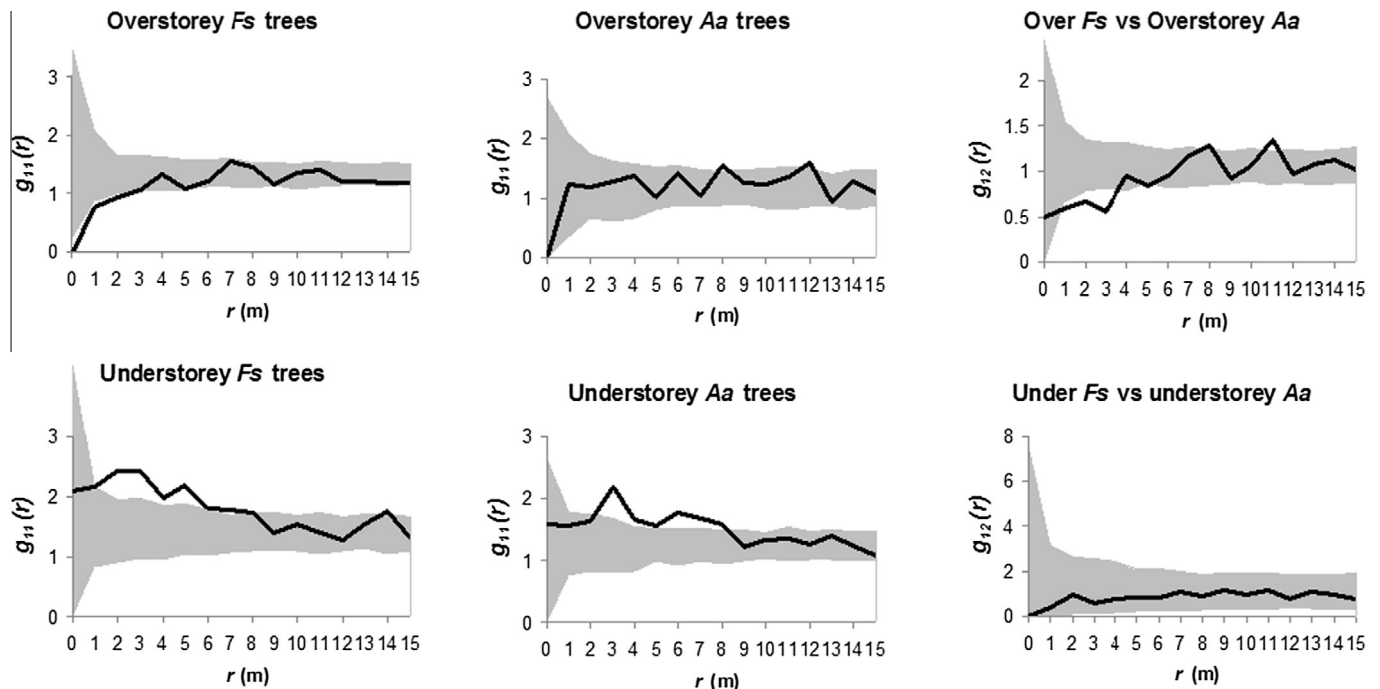 Overstorey Fs trees
g11(r)
3
2
1
0
0 1 2 3 4 5 6 7 8 9 10 11 12 13 14 15
r (m)
Overstorey Aa trees
g11(r)
3
2
1
0
0 1 2 3 4 5 6 7 8 9 10 11 12 13 14 15
r (m)
Over Fs vs Overstorey Aa
g12(r)
2
1.5
1
0.5
0
0 1 2 3 4 5 6 7 8 9 10 11 12 13 14 15
r (m)
Understorey Fs trees
g11(r)
3
2
1
0
0 1 2 3 4 5 6 7 8 9 10 11 12 13 14 15
r (m)
Understorey Aa trees
g11(r)
3
2
1
0
0 1 2 3 4 5 6 7 8 9 10 11 12 13 14 15
r (m)
Under Fs vs understorey Aa
g12(r)
8
6
4
2
0
0 1 2 3 4 5 6 7 8 9 10 11 12 13 14 15
r (m)